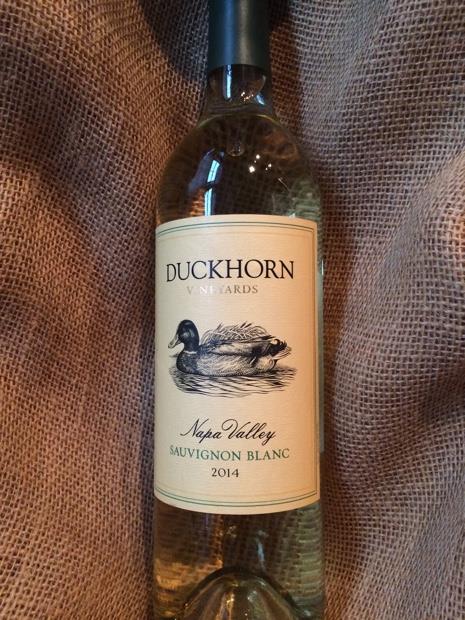 DUCKHORN
VINEYARDS
Napa Valley
SAUVIGNON BLANC
2014